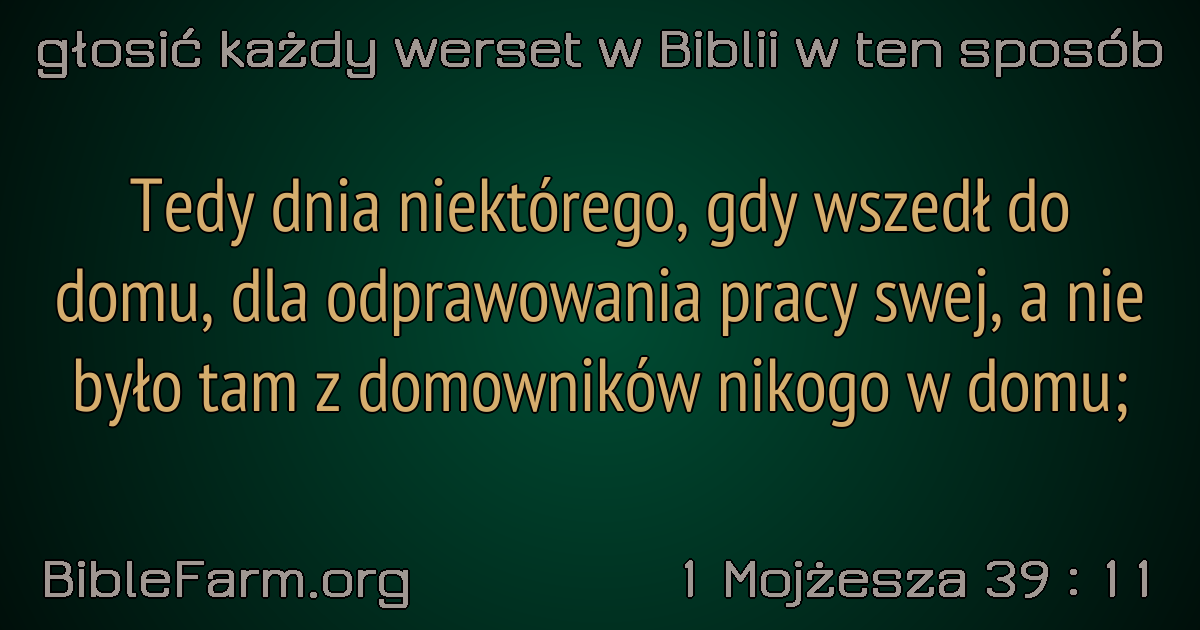 głosić każdy werset w Biblii w ten sposób
Tedy dnia niektórego, gdy wszedł do
domu, dla odprawowania pracy swej, a nie
było tam z domowników nikogo w domu;
BibleFarm.org
1 Mojżesza 39 : 11